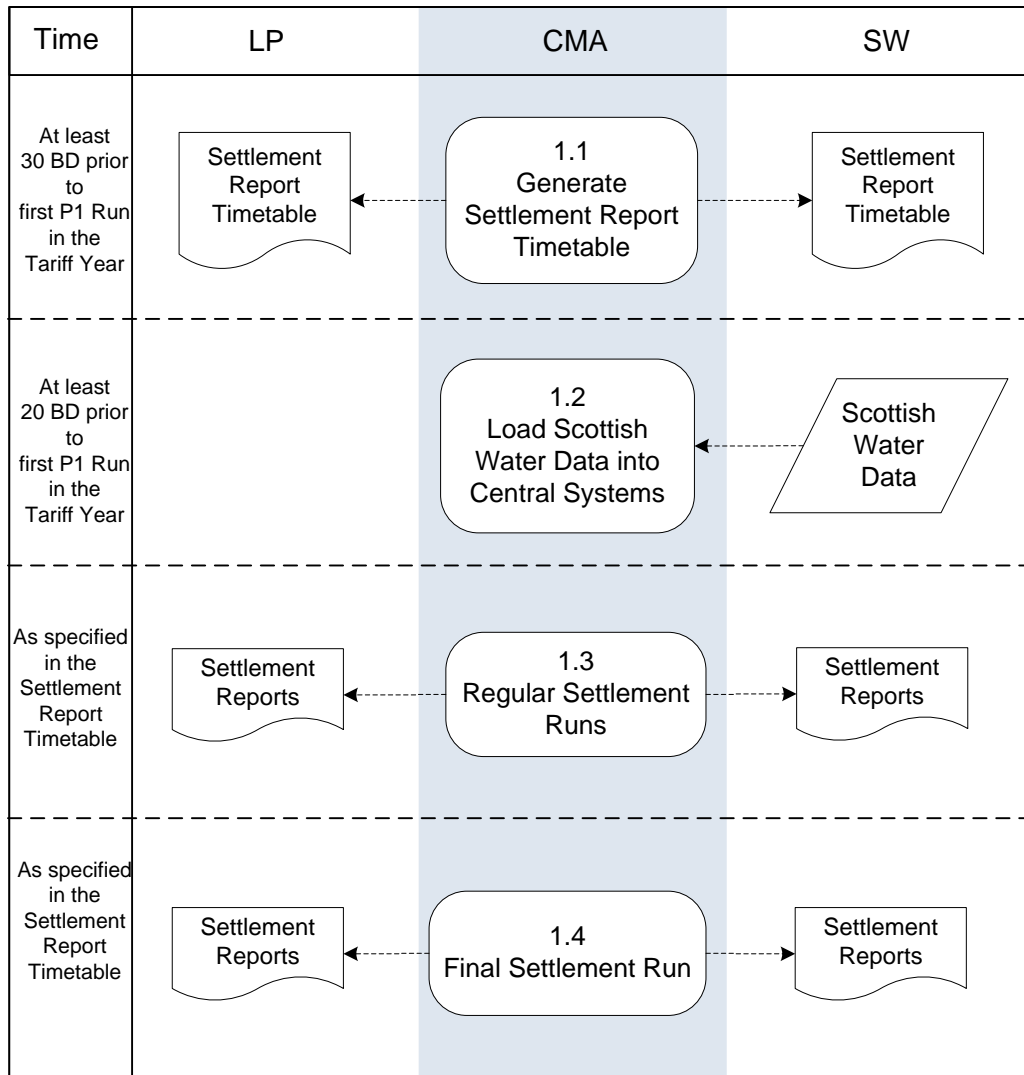 Time
LP
CMA
SW
At least
30 BD prior
to
first P1 Run
in the
Tariff Year
Settlement
Report
Timetable
1.1
Generate
Settlement Report
Timetable
Settlement
Report
Timetable
At least
20 BD prior
to
first P1 Run
in the
Tariff Year
1.2
Load Scottish
Water Data into
Central Systems
Scottish
Water
Data
As specified
in the
Settlement
Report
Timetable
Settlement
Reports
1.3
Regular Settlement
Runs
Settlement
Reports
As specified
in the
Settlement
Report
Timetable
Settlement
Reports
1.4
Final Settlement Run
Settlement
Reports